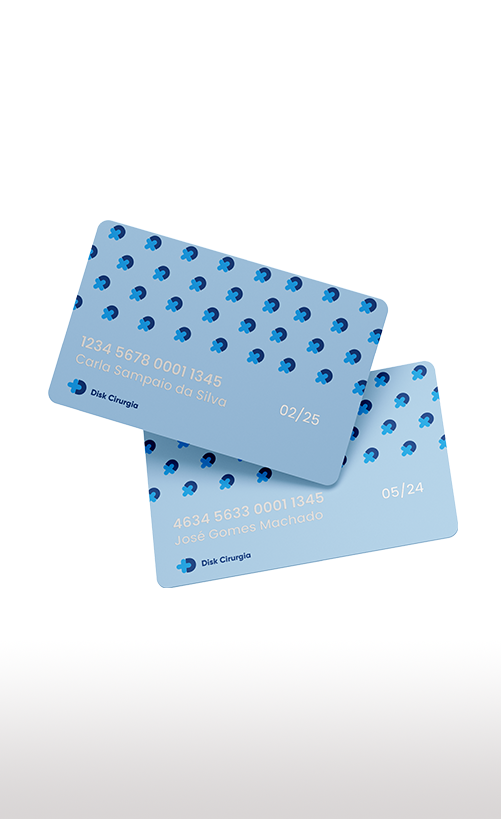 1234 5678 0001 1345
Carla Sampaio da Silva
02/25
Disk Cirurgia
4634 5633 0001 1345
José Gomes Machado
05/24
Disk Cirurgia